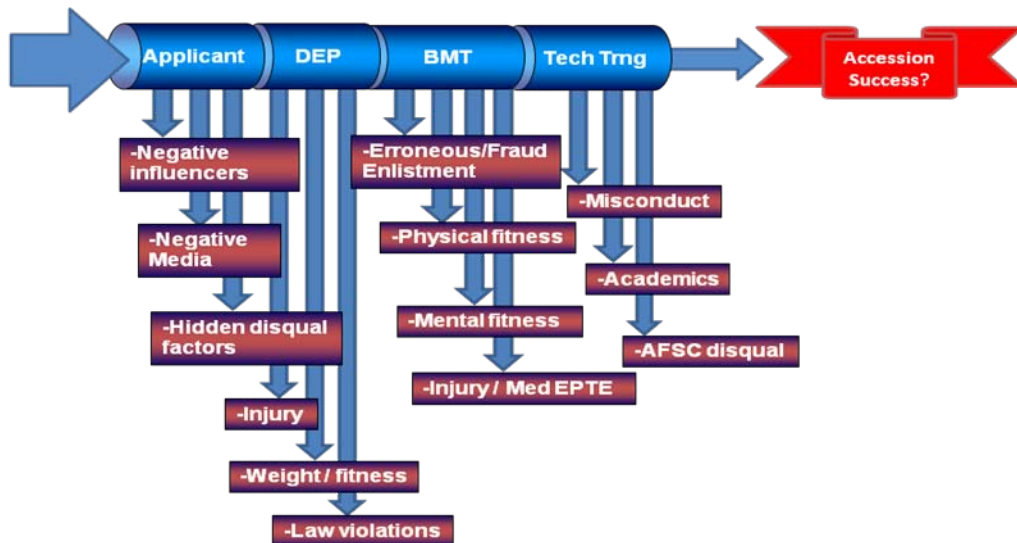 Applicant
DEP
BMT
Tech Trng
Accession
Success?
-Negative
influencers
-Negative
Media
-Hidden disqual
factors
-Injury
-Weight / fitness
-Law violations
-Erroneous/Fraud
Enlistment
-Physical fitness
-Mental fitness
-Injury / Med EPTE
-Misconduct
-Academics
-AFSC disqual